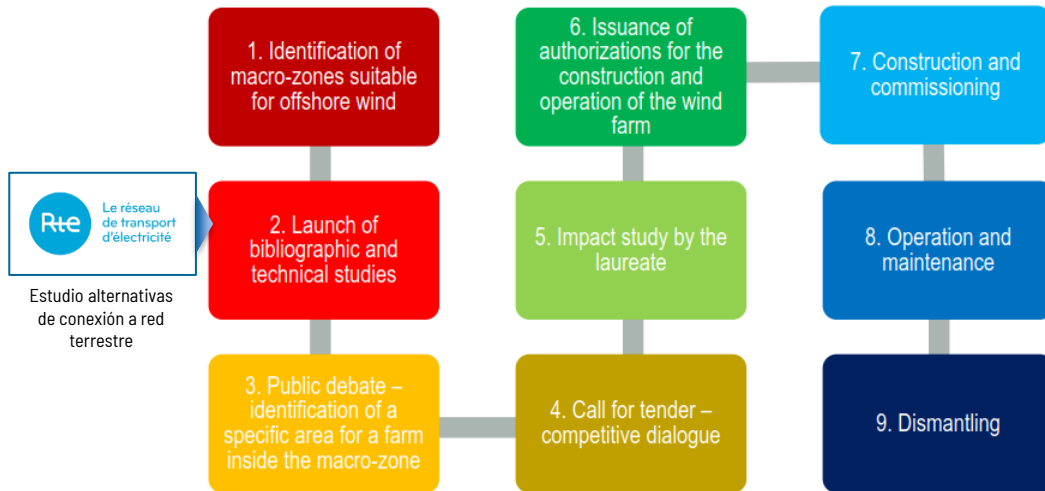 1. Identification of
macro-zones suitable
for offshore wind
Rte
Le réseau
de transport
d'électricité
Estudio alternativas
de conexión a red
terrestre
2. Launch of
bibliographic and
technical studies
3. Public debate –
identification of a
specific area for a farm
inside the macro-zone
4. Call for tender –
competitive dialogue
5. Impact study by the
laureate
6. Issuance of
authorizations for the
construction and
operation of the wind
farm
7. Construction and
commissioning
8. Operation and
maintenance
9. Dismantling